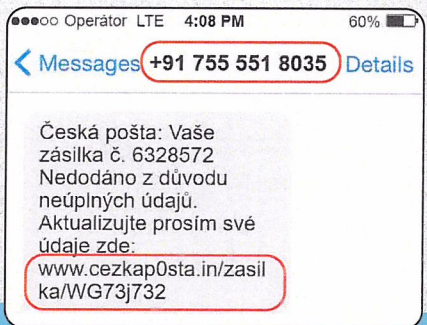 ●●●○○ Operátor LTE 4:08 PM 60%
Messages +91 755 551 8035 Details
Česká pošta: Vaše
zásilka č. 6328572
Nedodáno z důvodu
neúplných údajů.
Aktualizujte prosím své
údaje zde:
www.cezkap0sta.in/zasil
ka/WG73j732